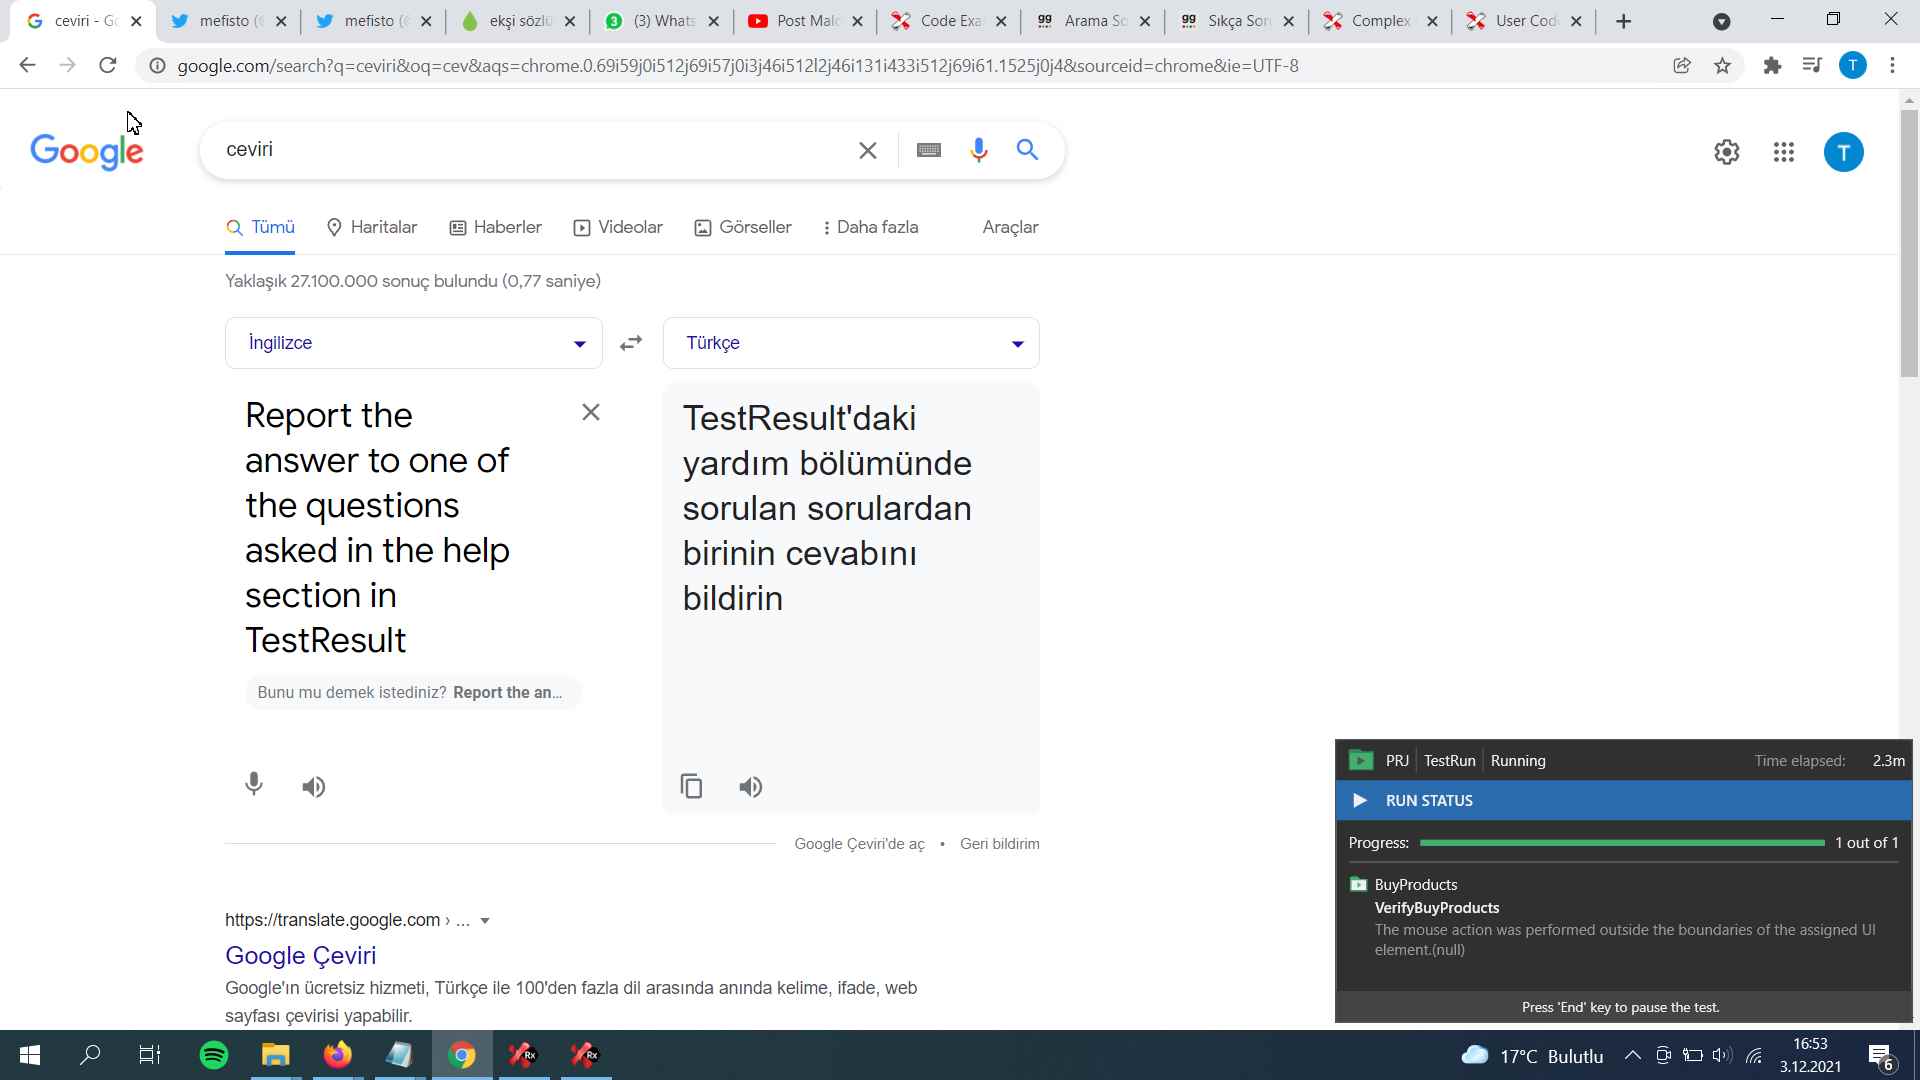 ceviri - Go
mefisto (@
mefisto (@
ekşi sözlü
(3) Whats
Post Malo
Code Exa
Arama So
Sıkça Sor
Complex
User Code
google.com/search?q=ceviri&oq=cev&aqs=chrome.0.69i59j0i512j69i57j0i3j46i512l2j46i131i433i512j69i61.1525j0j4&sourceid=chrome&ie=UTF-8
T
Google
ceviri
T
Tümü
Haritalar
Haberler
Videolar
Görseller
Daha fazla
Araçlar
Yaklaşık 27.100.000 sonuç bulundu (0,77 saniye)
İngilizce
Türkçe
Report the
answer to one of
the questions
asked in the help
section in
TestResult
Bunu mu demek istediniz? Report the an...
TestResult'daki
yardım bölümünde
sorulan sorulardan
birinin cevabını
bildirin
Google Çeviri'de aç • Geri bildirim
https://translate.google.com › ...
Google Çeviri
Google'ın ücretsiz hizmeti, Türkçe ile 100'den fazla dil arasında anında kelime, ifade, web
sayfası çevirisi yapabilir.
PRJ TestRun Running Time elapsed: 2.3m
RUN STATUS
Progress: 1 out of 1
BuyProducts
VerifyBuyProducts
The mouse action was performed outside the boundaries of the assigned UI
element.(null)
Press 'End' key to pause the test.
Rx
Rx
17°C Bulutlu
16:53
3.12.2021
6